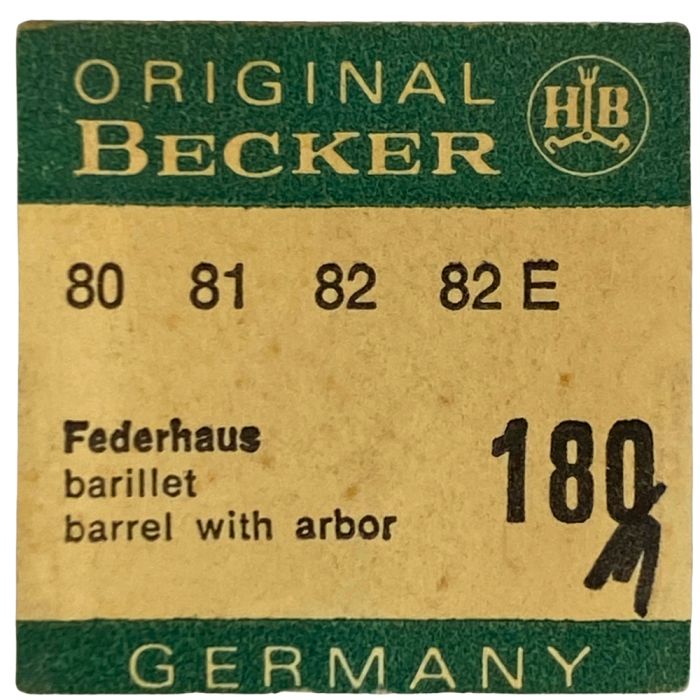 ORIGINAL
BECKER
HB
80 81 82 82 E
Federhaus
barillet
barrel with arbor
180
GERMANY